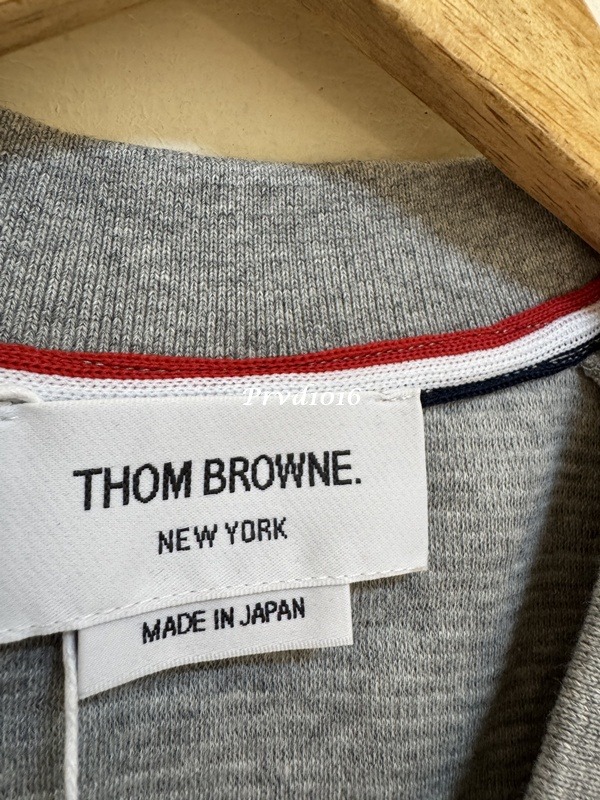 Prvd1016
THOM BROWNE.
NEW YORK
MADE IN JAPAN